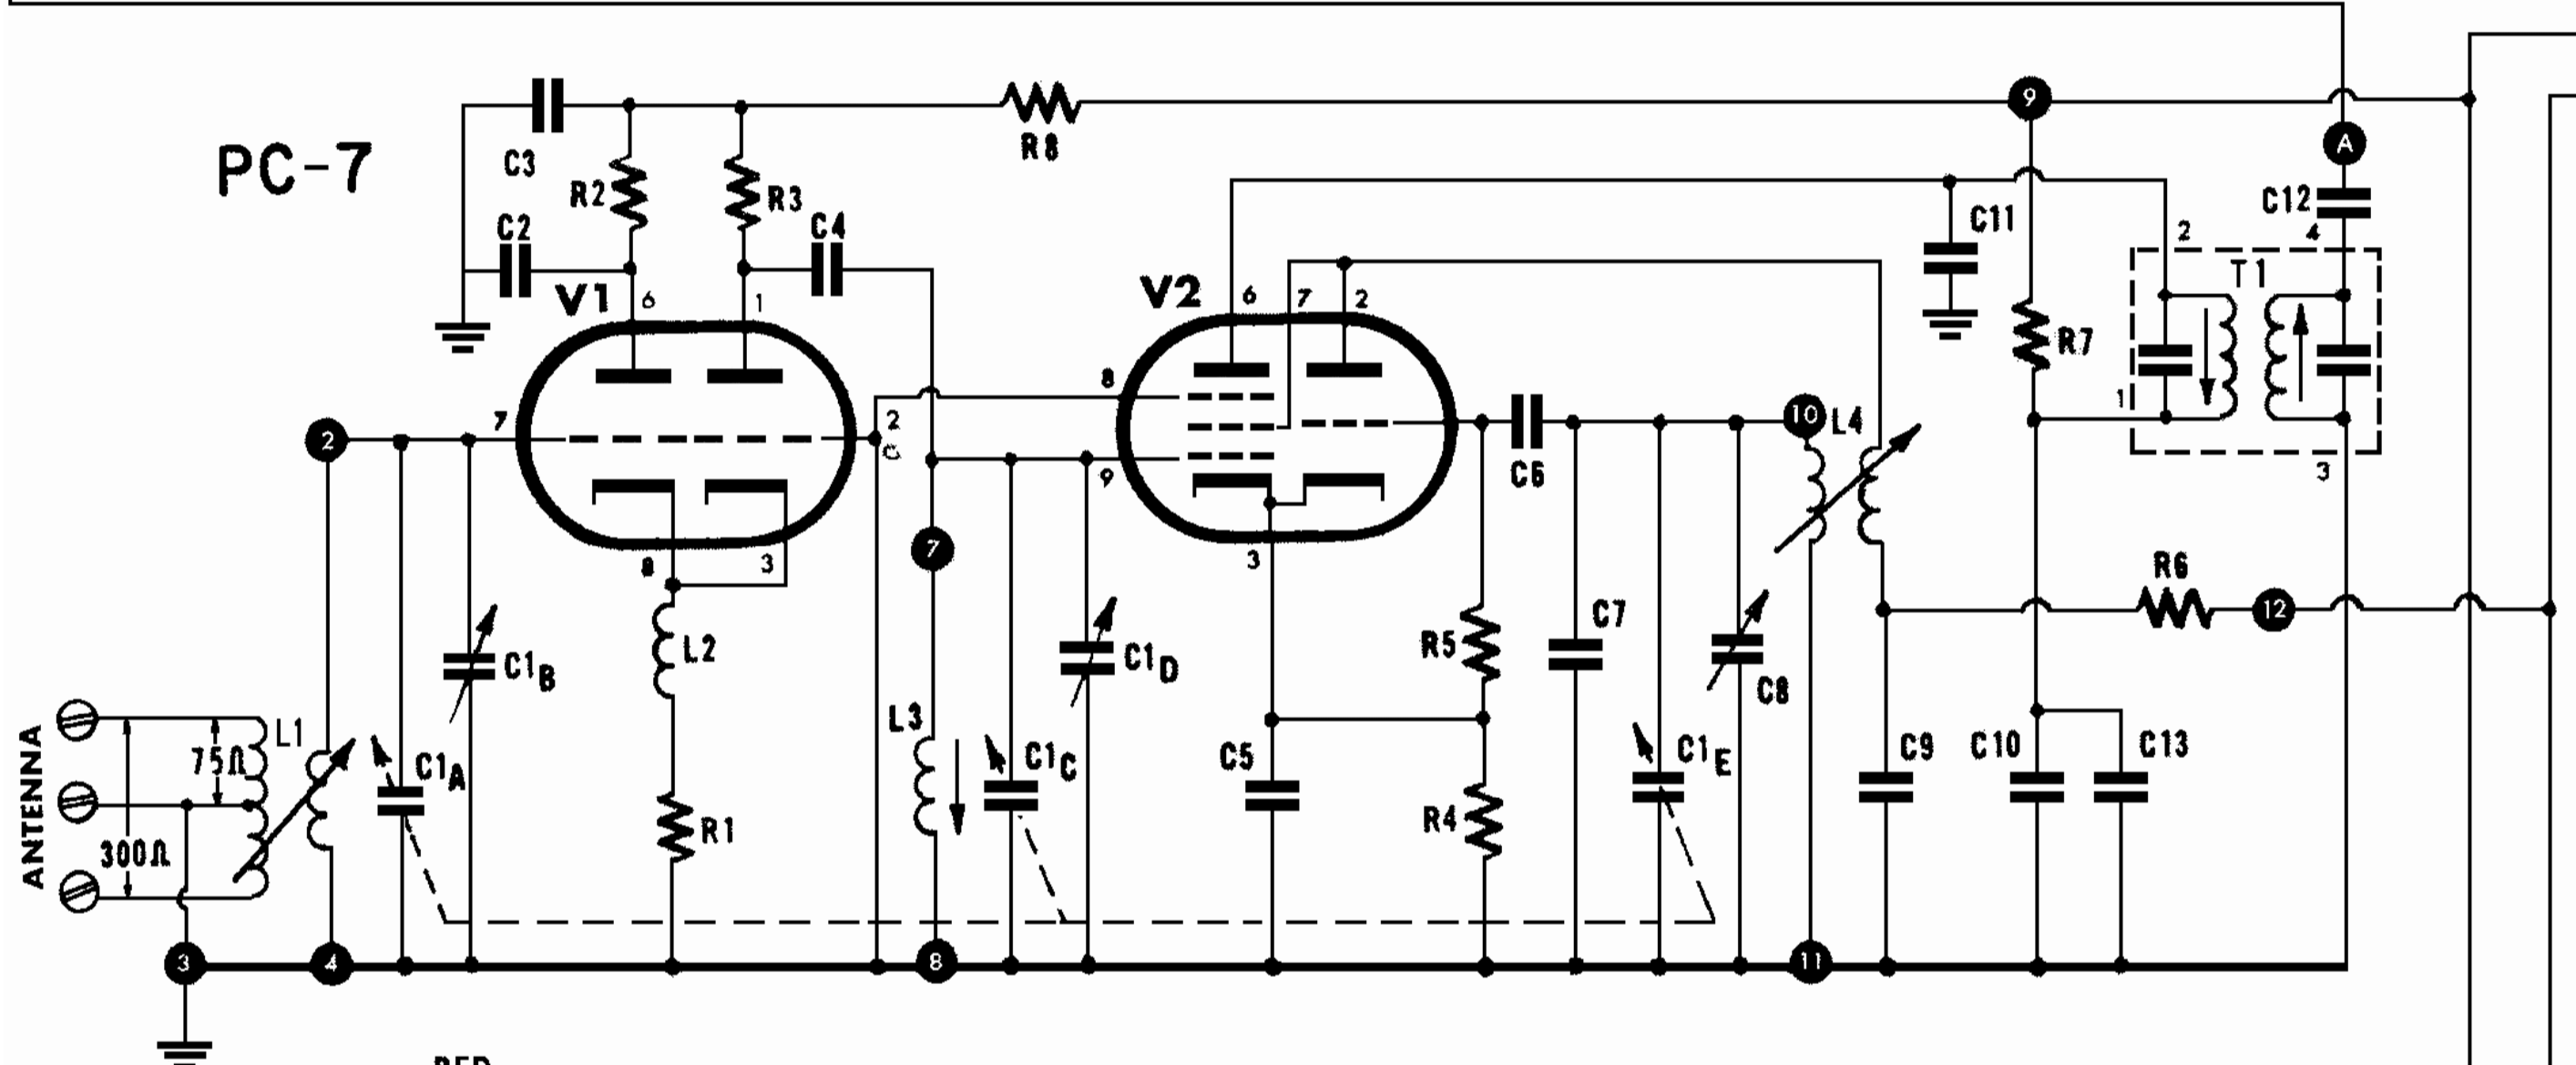 PC-7
C3
R2
R3
R8
9
A
C2
C4
C11
C12
V1
6
1
V2
6
7
2
2
4
T1
R7
1
3
2
7
2
8
9
C6
10
L4
8
3
7
3
L2
C1B
C1D
R5
C7
C8
R6
12
ANTENNA
75Ω
300Ω
L1
C1A
R1
L3
C1C
C5
R4
C1E
C9
C10
C13
3
4
8
11